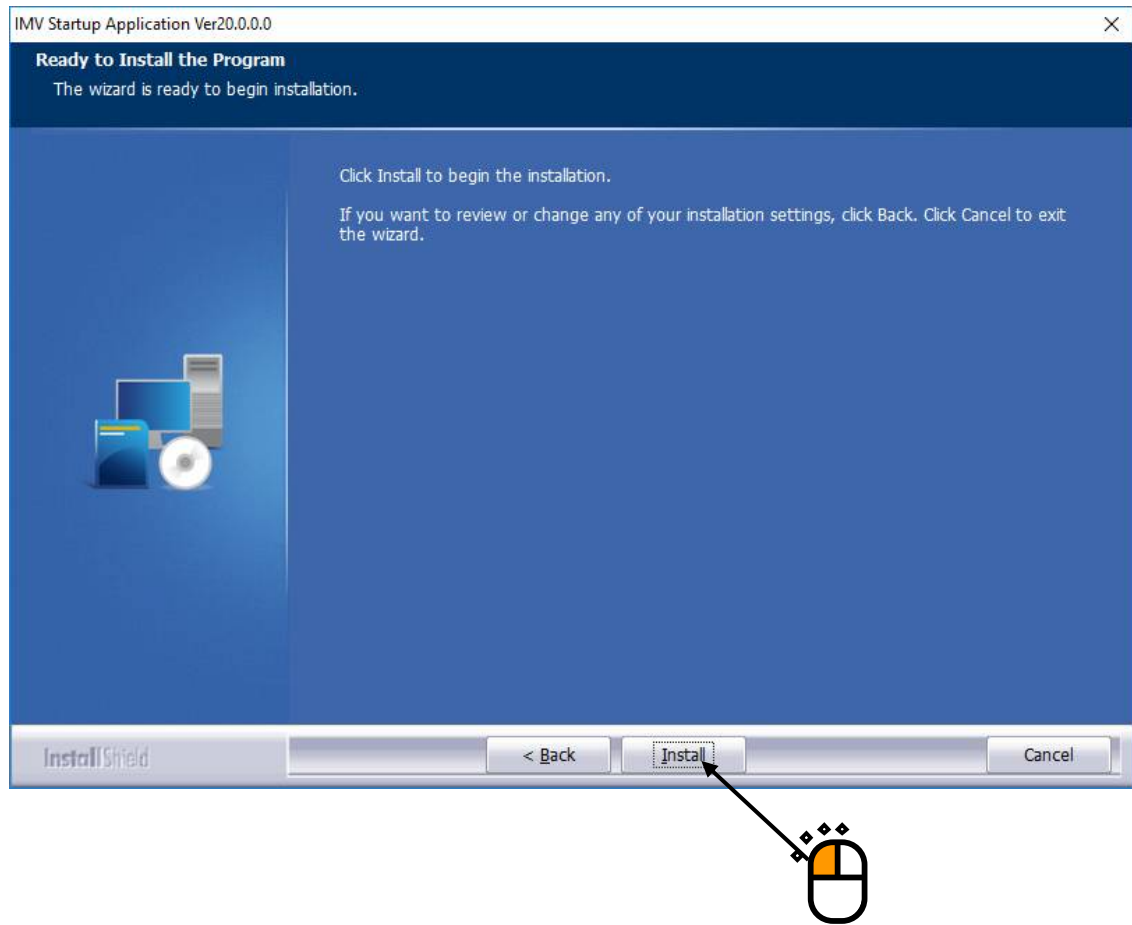 IMV Startup Application Ver20.0.0.0
Ready to Install the Program
The wizard is ready to begin installation.
Click Install to begin the installation.
If you want to review or change any of your installation settings, click Back. Click Cancel to exit
the wizard.
InstallShield
< Back
Install
Cancel